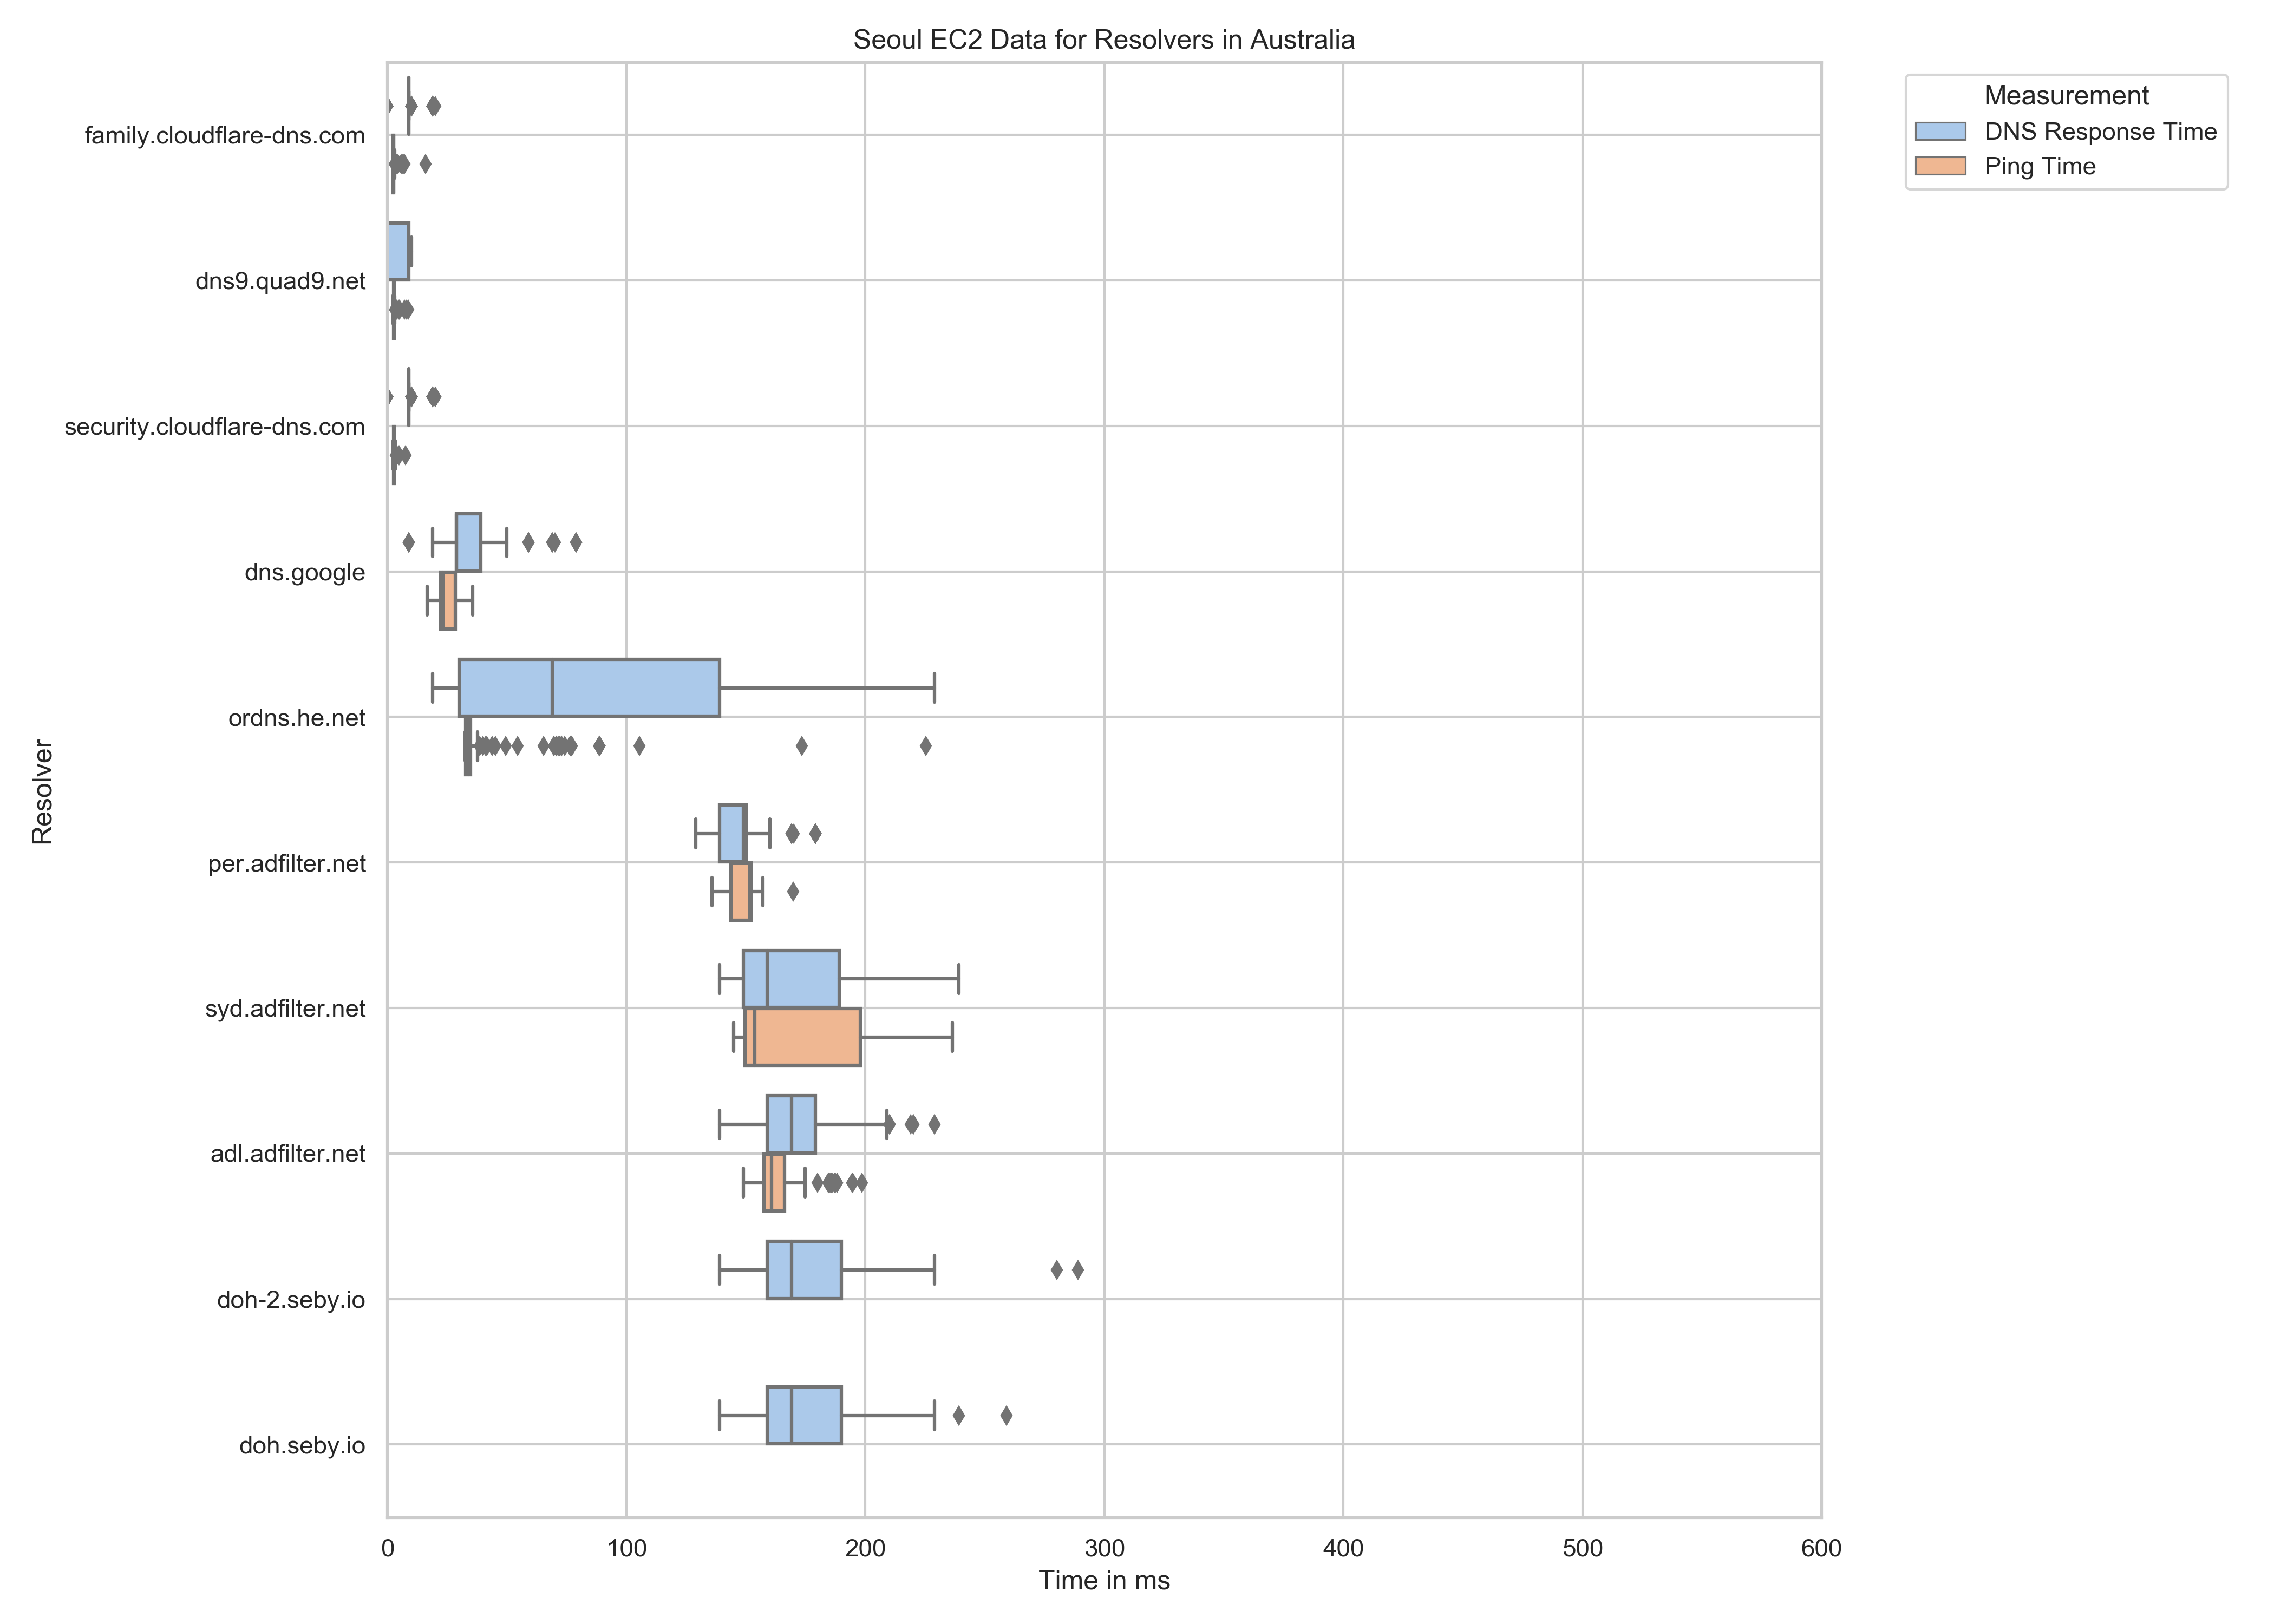 Seoul EC2 Data for Resolvers in Australia
Measurement
DNS Response Time
Ping Time
Resolver
family.cloudflare-dns.com
dns9.quad9.net
security.cloudflare-dns.com
dns.google
ordns.he.net
per.adfilter.net
syd.adfilter.net
adl.adfilter.net
doh-2.seby.io
doh.seby.io
0 100 200 300 400 500 600
Time in ms